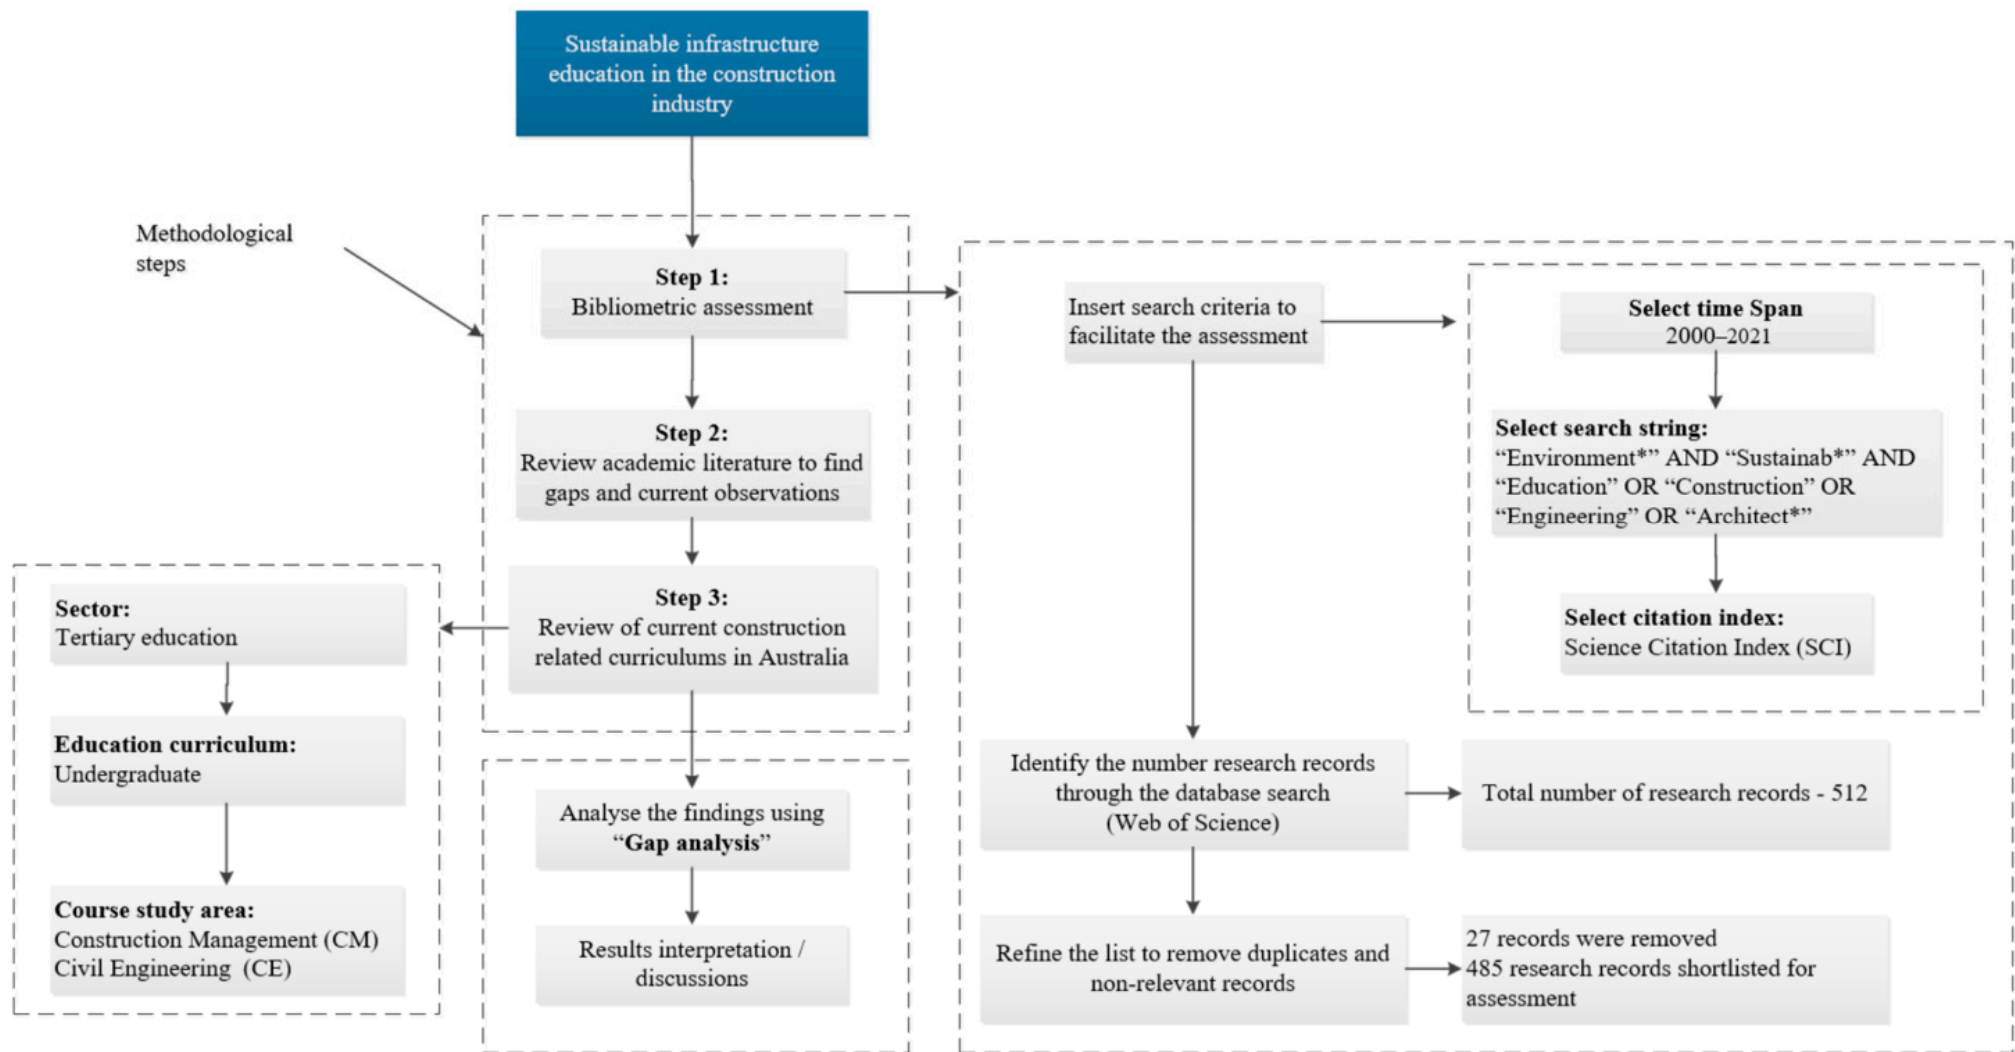 Sustainable infrastructure
education in the construction
industry
Methodological
steps
Step 1:
Bibliometric assessment
Step 2:
Review academic literature to find
gaps and current observations
Step 3:
Review of current construction
related curriculums in Australia
Sector:
Tertiary education
Education curriculum:
Undergraduate
Course study area:
Construction Management (CM)
Civil Engineering (CE)
Analyse the findings using
“Gap analysis”
Results interpretation /
discussions
Insert search criteria to
facilitate the assessment
Select time Span
2000–2021
Select search string:
“Environment*” AND “Sustainab*” AND
“Education” OR “Construction” OR
“Engineering” OR “Architect*”
Select citation index:
Science Citation Index (SCI)
Identify the number research records
through the database search
(Web of Science)
Total number of research records - 512
Refine the list to remove duplicates and
non-relevant records
27 records were removed
485 research records shortlisted for
assessment